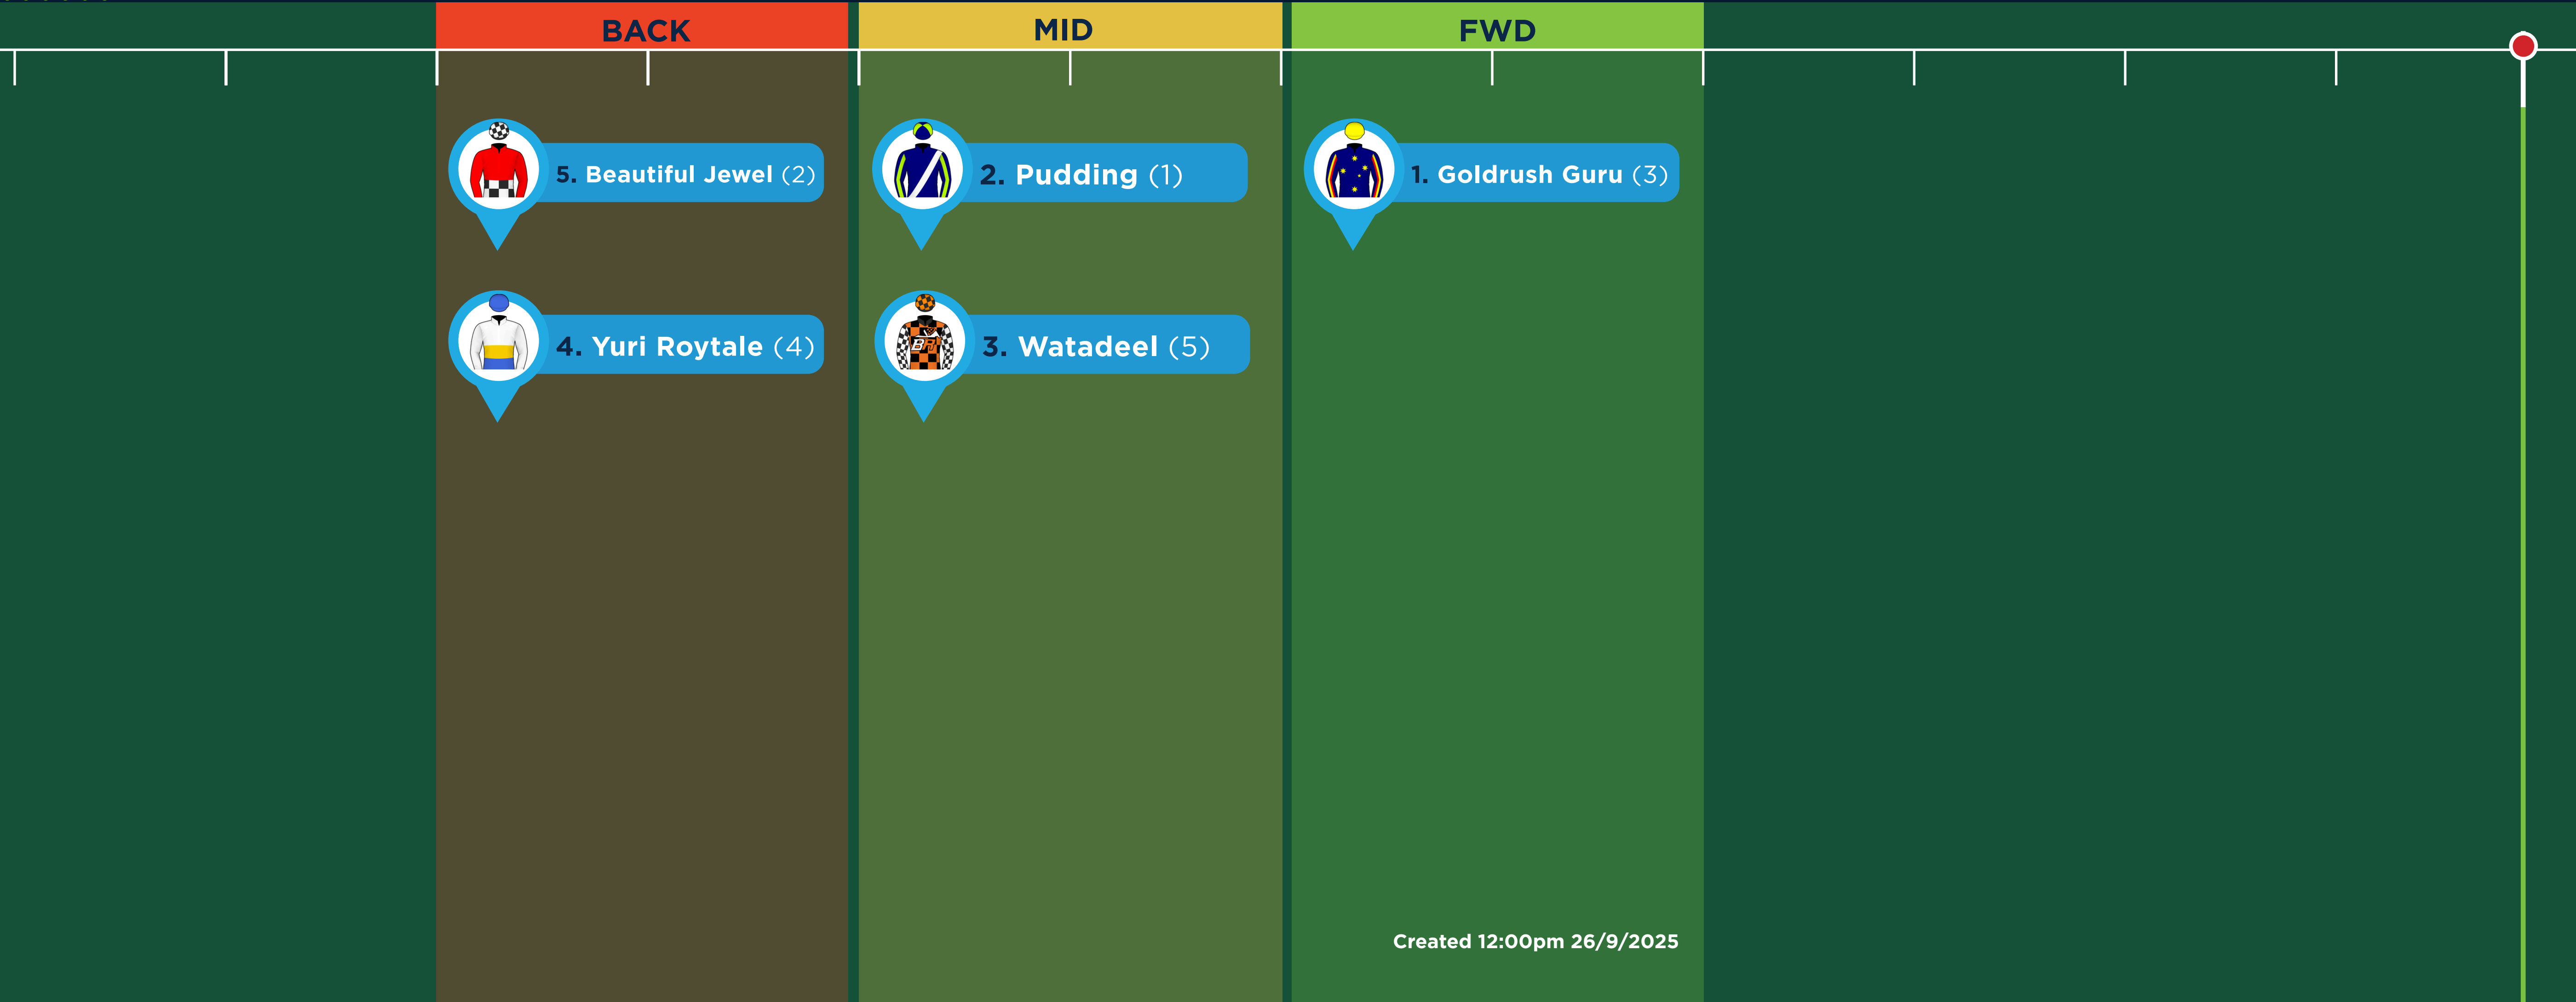 BACK
MID
FWD
5. Beautiful Jewel (2)
2. Pudding (1)
1. Goldrush Guru (3)
4. Yuri Roytale (4)
3. Watadeel (5)
BR
Created 12:00pm 26/9/2025